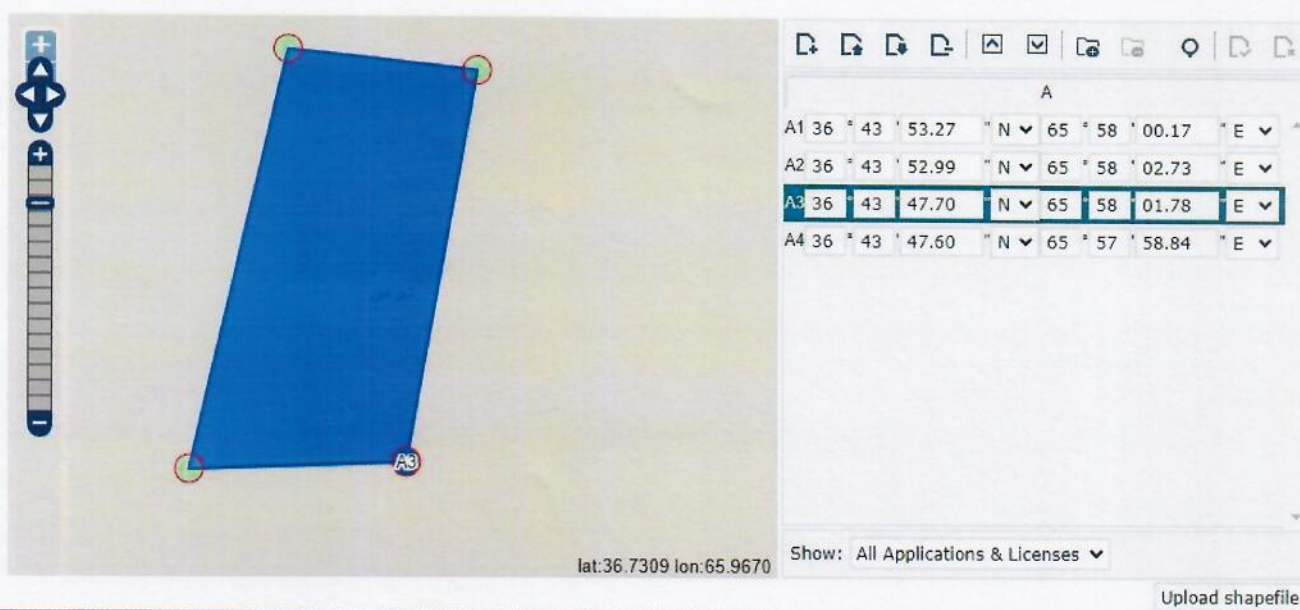 A
A1 36 ° 43 ' 53.27 " N 65 ° 58 ' 00.17 " E
A2 36 ° 43 ' 52.99 " N 65 ° 58 ' 02.73 " E
A3 36 ° 43 ' 47.70 " N 65 ° 58 ' 01.78 " E
A4 36 ° 43 ' 47.60 " N 65 ° 57 ' 58.84 " E
A3
lat:36.7309 lon:65.9670
Show: All Applications & Licenses
Upload shapefile